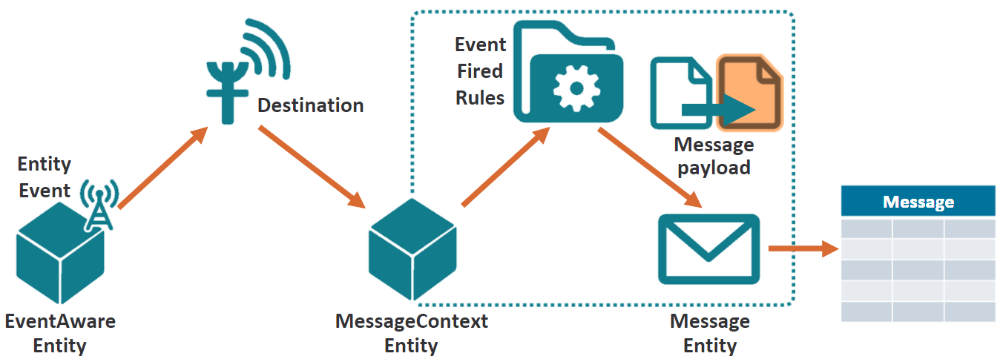 Entity
Event
EventAware
Entity
Destination
MessageContext
Entity
Event
Fired
Rules
Message
payload
Message
Entity
Message